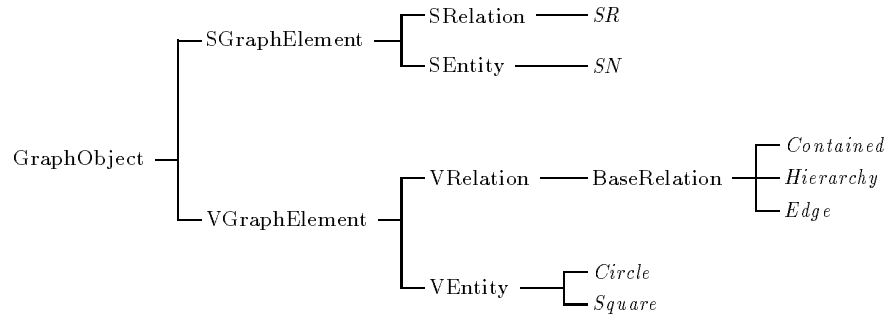 SRelation
SR
SGraphElement
SEntity
SN
GraphObject
Contained
VRelation
BaseRelation
Hierarchy
Edge
VGraphElement
Circle
VEntity
Square